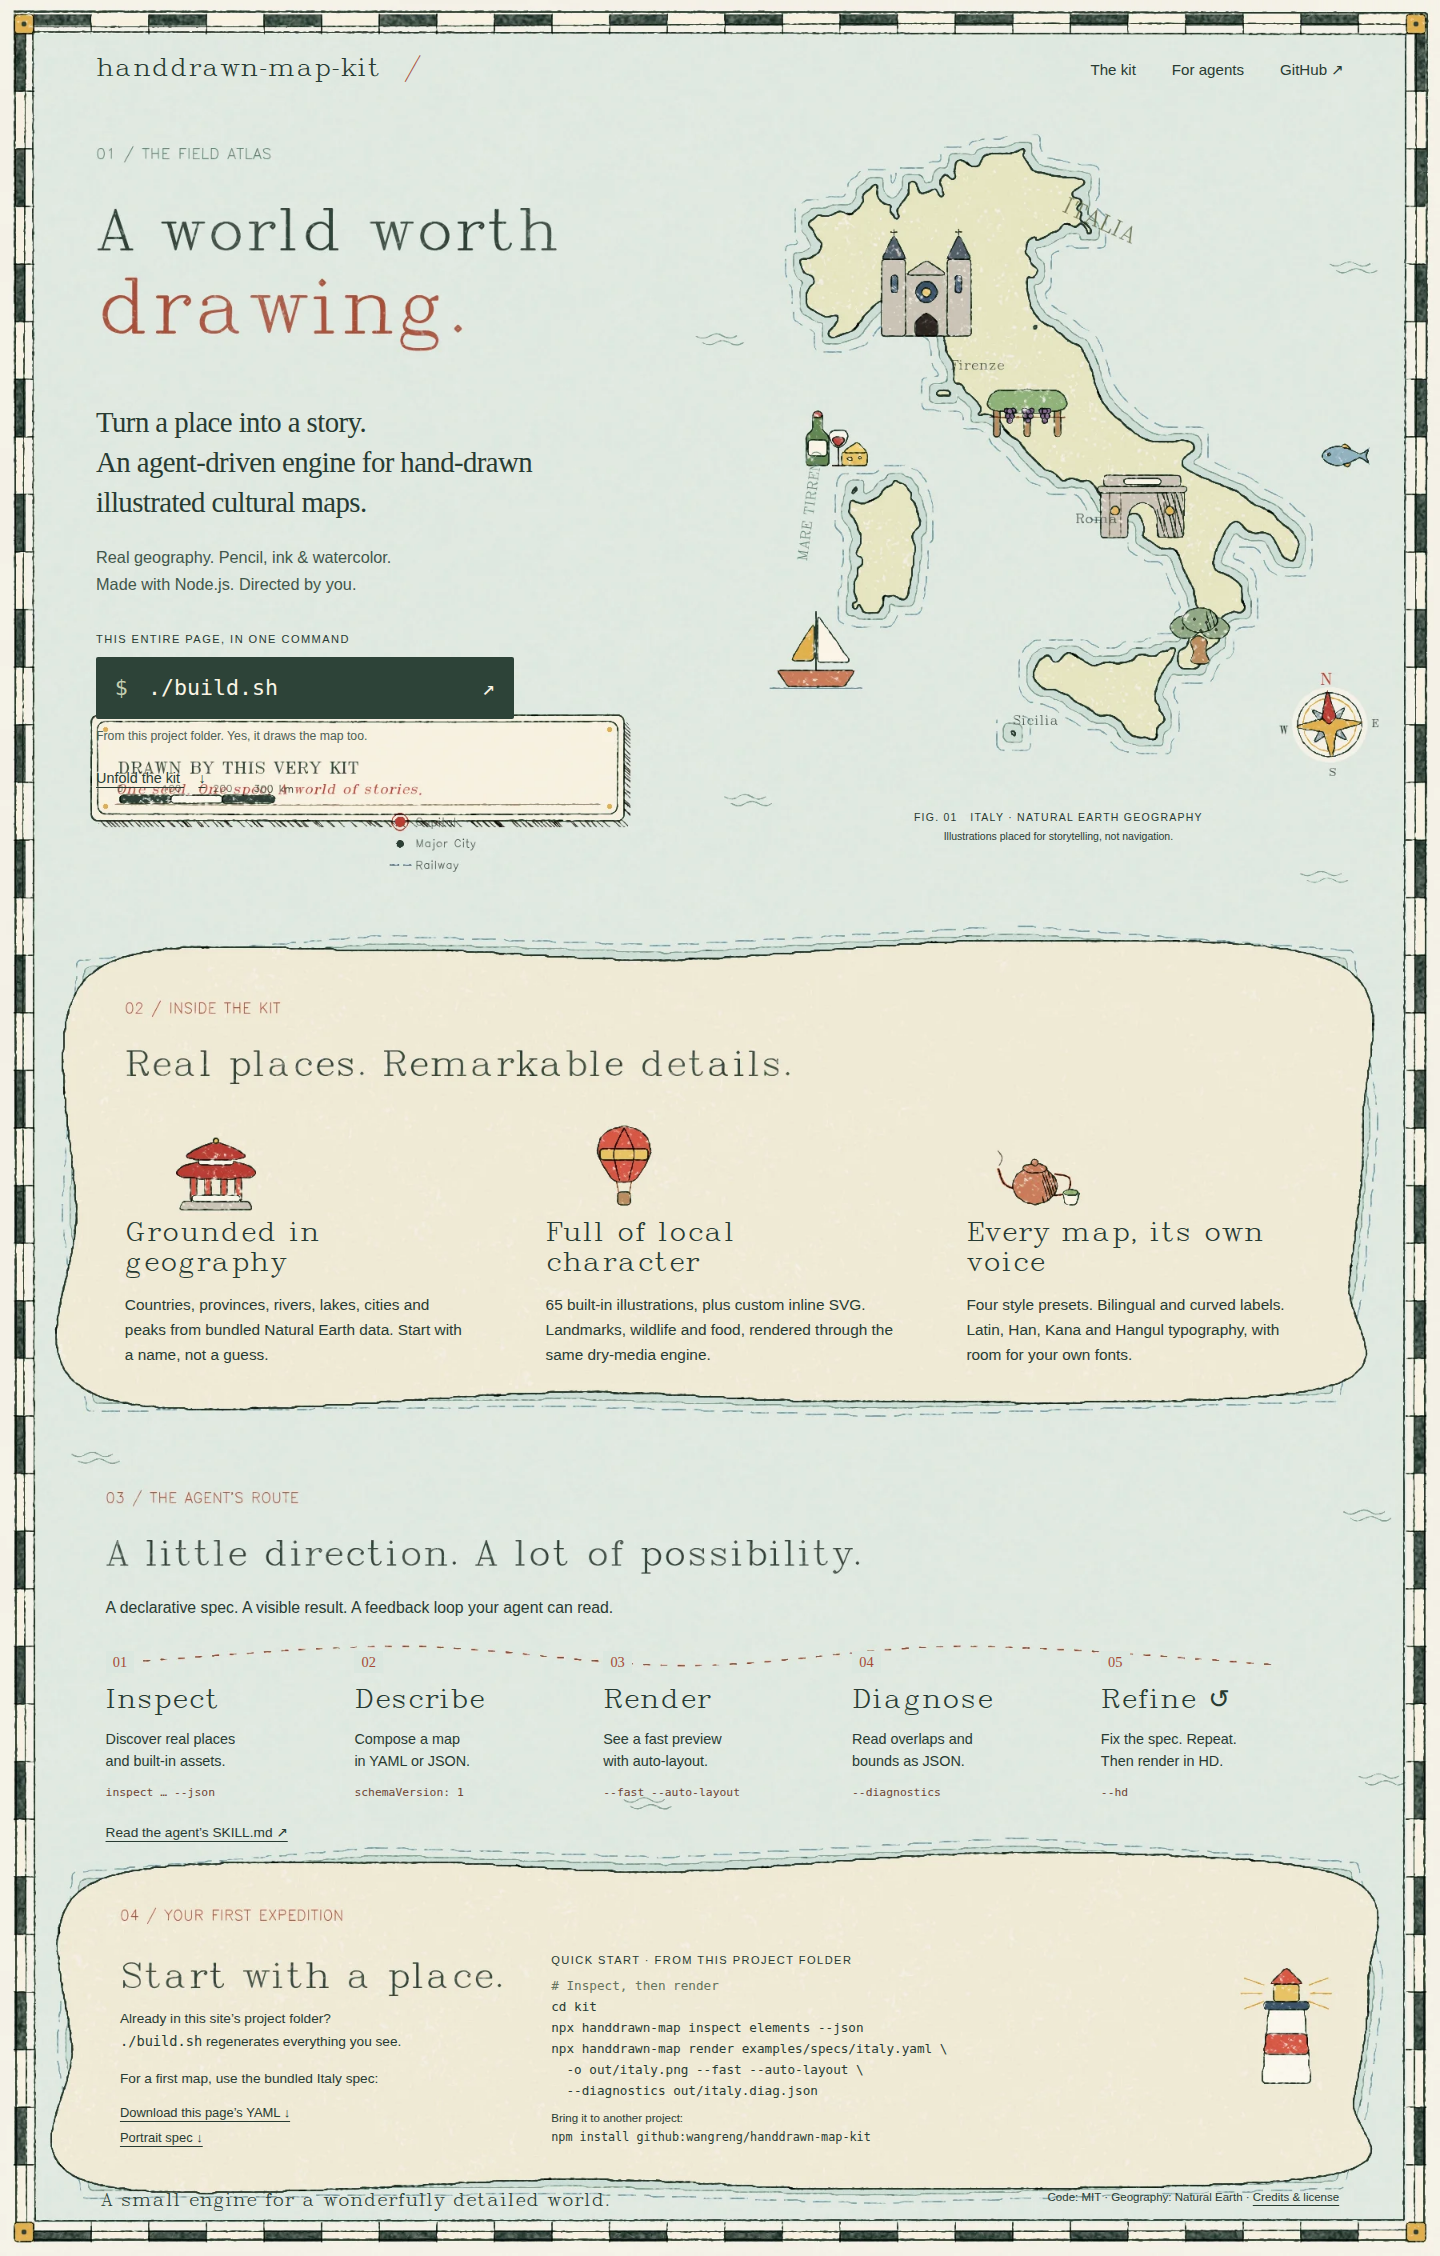 handdrawn-map-kit /
The kit
For agents
GitHub ↗
01 / THE FIELD ATLAS
A world worth
drawing.
Turn a place into a story.
An agent-driven engine for hand-drawn
illustrated cultural maps.
Real geography. Pencil, ink & watercolor.
Made with Node.js. Directed by you.
THIS ENTIRE PAGE, IN ONE COMMAND
$ ./build.sh ↗
From this project folder. Yes, it draws the map too.
DRAWN BY THIS VERY KIT
Unfold the kit ↓
One seed. One spec. A world of stories.
200 300 km
Capital
Major City
Railway
ITALIA
Firenze
MARE TIRREN
Roma
Sicilia
N
W
E
S
FIG. 01 ITALY · NATURAL EARTH GEOGRAPHY
Illustrations placed for storytelling, not navigation.
02 / INSIDE THE KIT
Real places. Remarkable details.
Grounded in
geography
Countries, provinces, rivers, lakes, cities and
peaks from bundled Natural Earth data. Start with
a name, not a guess.
Full of local
character
65 built-in illustrations, plus custom inline SVG.
Landmarks, wildlife and food, rendered through the
same dry-media engine.
Every map, its own
voice
Four style presets. Bilingual and curved labels.
Latin, Han, Kana and Hangul typography, with
room for your own fonts.
03 / THE AGENT'S ROUTE
A little direction. A lot of possibility.
A declarative spec. A visible result. A feedback loop your agent can read.
01
Inspect
Discover real places
and built-in assets.
inspect … --json
02
Describe
Compose a map
in YAML or JSON.
schemaVersion: 1
03
Render
See a fast preview
with auto-layout.
--fast --auto-layout
04
Diagnose
Read overlaps and
bounds as JSON.
--diagnostics
05
Refine ↺
Fix the spec. Repeat.
Then render in HD.
--hd
Read the agent’s SKILL.md ↗
04 / YOUR FIRST EXPEDITION
Start with a place.
Already in this site’s project folder?
./build.sh regenerates everything you see.
For a first map, use the bundled Italy spec:
Download this page’s YAML ↓
Portrait spec ↓
QUICK START · FROM THIS PROJECT FOLDER
# Inspect, then render
cd kit
npx handdrawn-map inspect elements --json
npx handdrawn-map render examples/specs/italy.yaml \
-o out/italy.png --fast --auto-layout \
--diagnostics out/italy.diag.json
Bring it to another project:
npm install github:wangreng/handdrawn-map-kit
A small engine for a wonderfully detailed world.
Code: MIT · Geography: Natural Earth · Credits & license